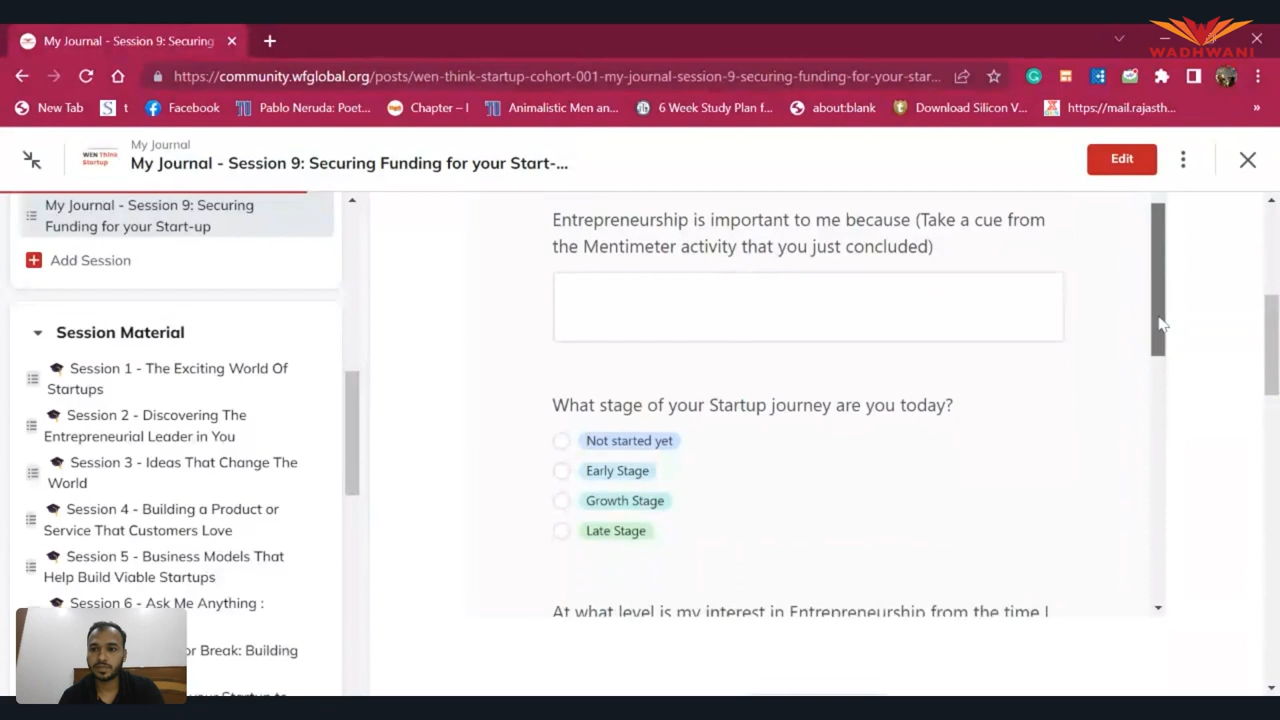 My Journal - Session 9: Securing
WADHWANI
https://community.wfglobal.org/posts/wen-think-startup-cohort-001-my-journal-session-9-securing-funding-for-your-star...
New Tab
t
Facebook
Pablo Neruda: Poet...
Chapter – I
Animalistic Men an...
6 Week Study Plan f...
about:blank
Download Silicon V...
https://mail.rajasth...
»
WEN Think
Startup
My Journal
My Journal - Session 9: Securing Funding for your Start-...
Edit
My Journal - Session 9: Securing
Funding for your Start-up
Add Session
Session Material
Session 1 - The Exciting World Of
Startups
Session 2 - Discovering The
Entrepreneurial Leader in You
Session 3 - Ideas That Change The
World
Session 4 - Building a Product or
Service That Customers Love
Session 5 - Business Models That
Help Build Viable Startups
Session 6 - Ask Me Anything :
or Break: Building
Entrepreneurship is important to me because (Take a cue from
the Mentimeter activity that you just concluded)
What stage of your Startup journey are you today?
Not started yet
Early Stage
Growth Stage
Late Stage
At what level is my interest in Entrepreneurship from the time I